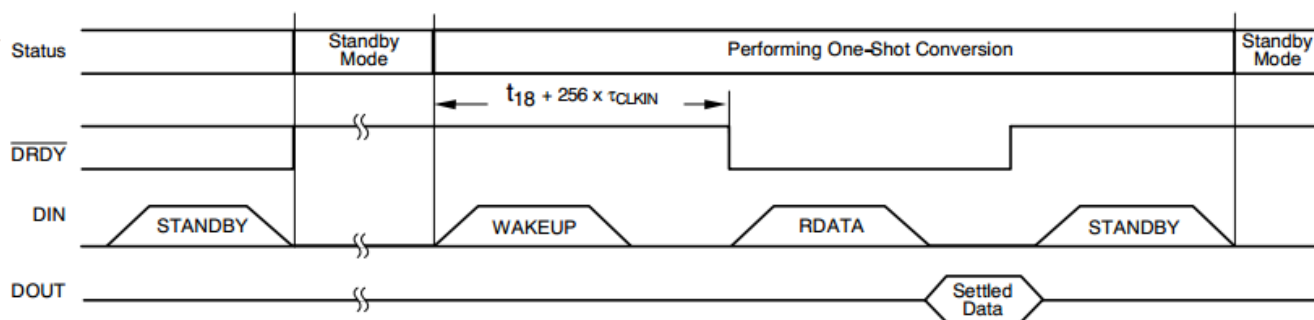 Status
Standby
Mode
Performing One-Shot Conversion
Standby
Mode
t18 + 256 x τCLKIN
DRDY
DIN
STANDBY
WAKEUP
RDATA
STANDBY
DOUT
Settled
Data